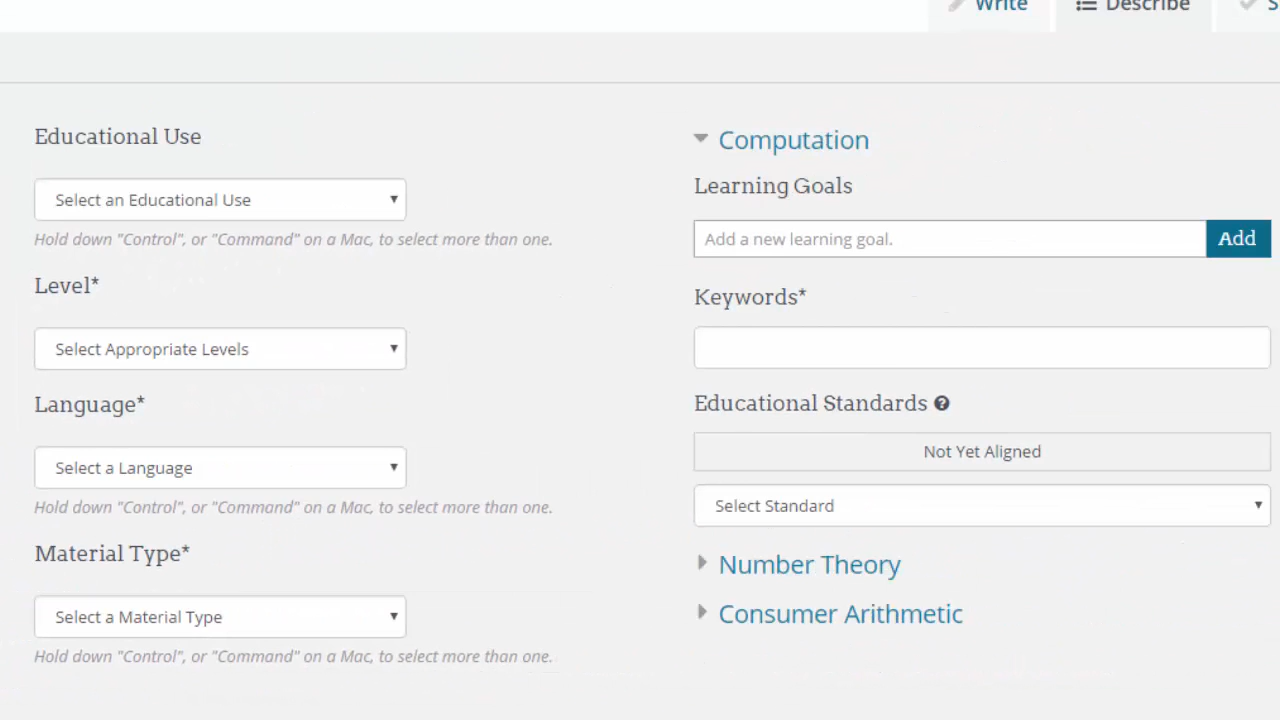 Write
Describe
Educational Use
Select an Educational Use
Hold down "Control", or "Command" on a Mac, to select more than one.
Level*
Select Appropriate Levels
Language*
Select a Language
Hold down "Control", or "Command" on a Mac, to select more than one.
Material Type*
Select a Material Type
Hold down "Control", or "Command" on a Mac, to select more than one.
Computation
Learning Goals
Add a new learning goal.
Add
Keywords*
Educational Standards
Not Yet Aligned
Select Standard
Number Theory
Consumer Arithmetic